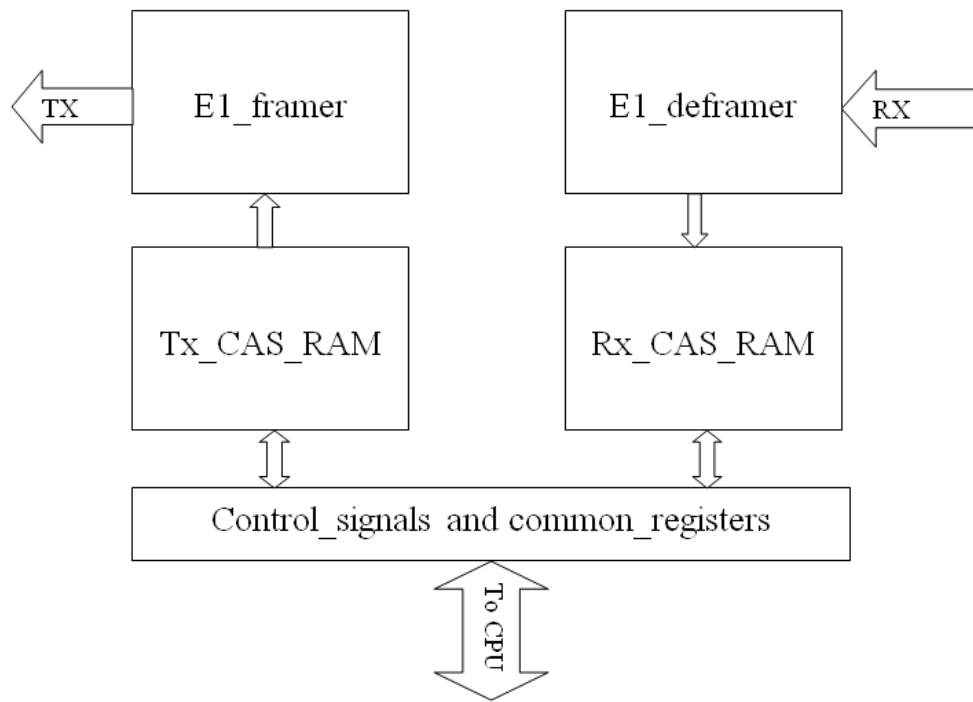 TX
E1_framer
E1_deframer
RX
Tx_CAS_RAM
Rx_CAS_RAM
Control_signals and common_registers
To CPU